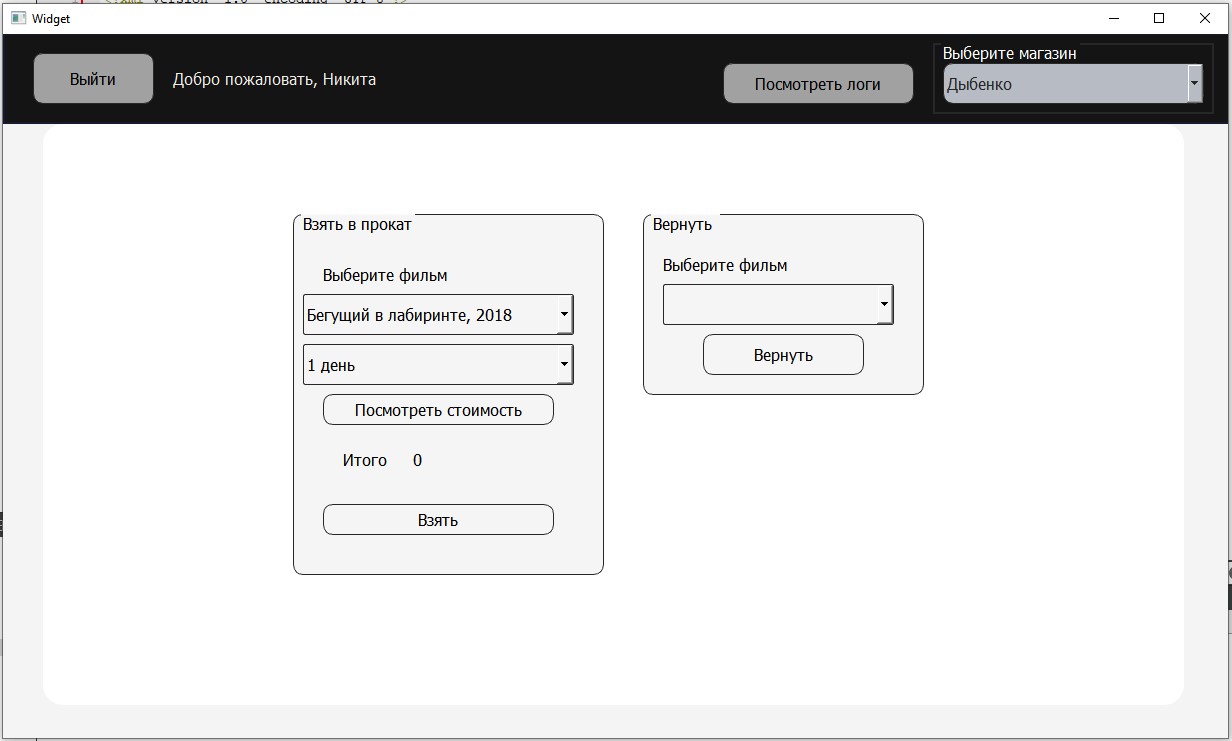 Widget
Выйти
Добро пожаловать, Никита
Посмотреть логи
Выберите магазин
Дыбенко
Взять в прокат
Выберите фильм
Бегущий в лабиринте, 2018
1 день
Посмотреть стоимость
Итого 0
Взять
Вернуть
Выберите фильм
Вернуть